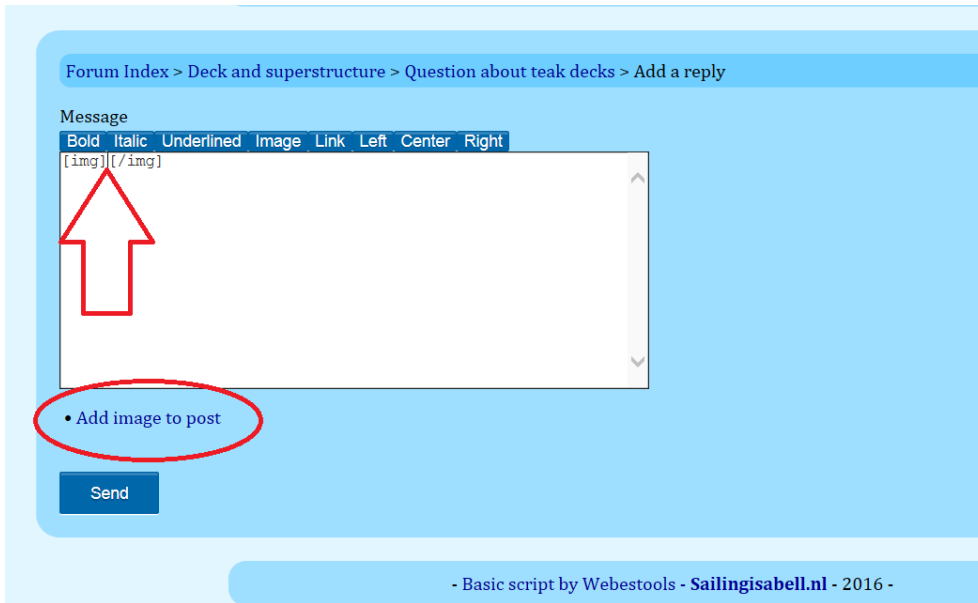 Forum Index > Deck and superstructure > Question about teak decks > Add a reply
Message
Bold Italic Underlined Image Link Left Center Right
[img][/img]
• Add image to post
Send
- Basic script by Webestools - Sailingisabell.nl - 2016 -